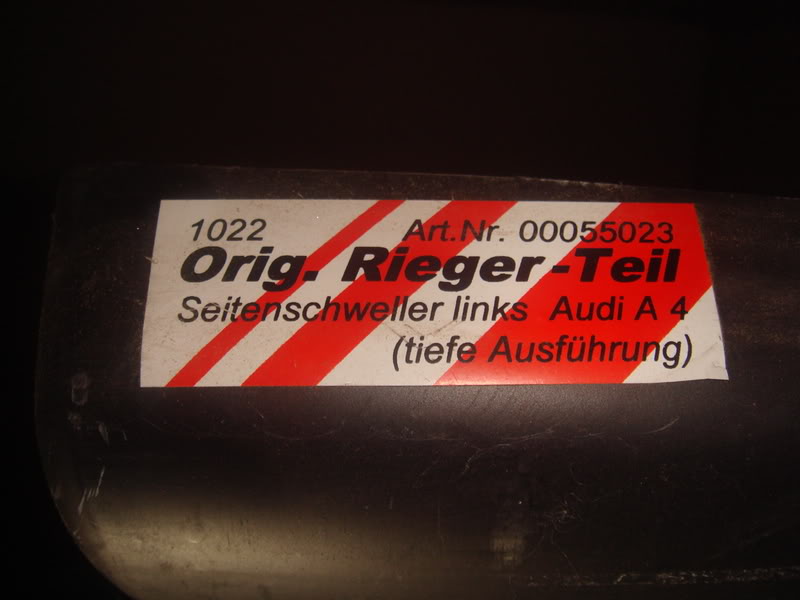 1022 Art.Nr. 00055023
Orig. Rieger-Teil
Seitenschweller links Audi A 4
(tiefe Ausführung)